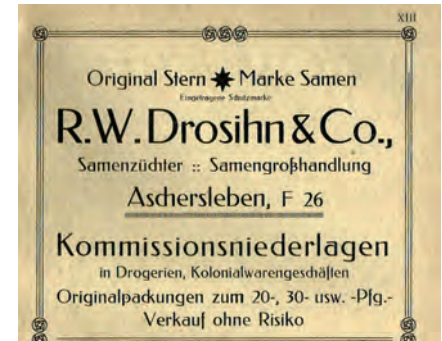 XIII
Original Stern ✷ Marke Samen
Eingetragene Schutzmarke
R.W. Drosihn & Co.,
Samenzüchter :: Samengroßhandlung
Aschersleben, F 26
Kommissionsniederlagen
in Drogerien, Kolonialwarengeschäften
Originalpackungen zum 20-, 30- usw. -Pfg.-
Verkauf ohne Risiko